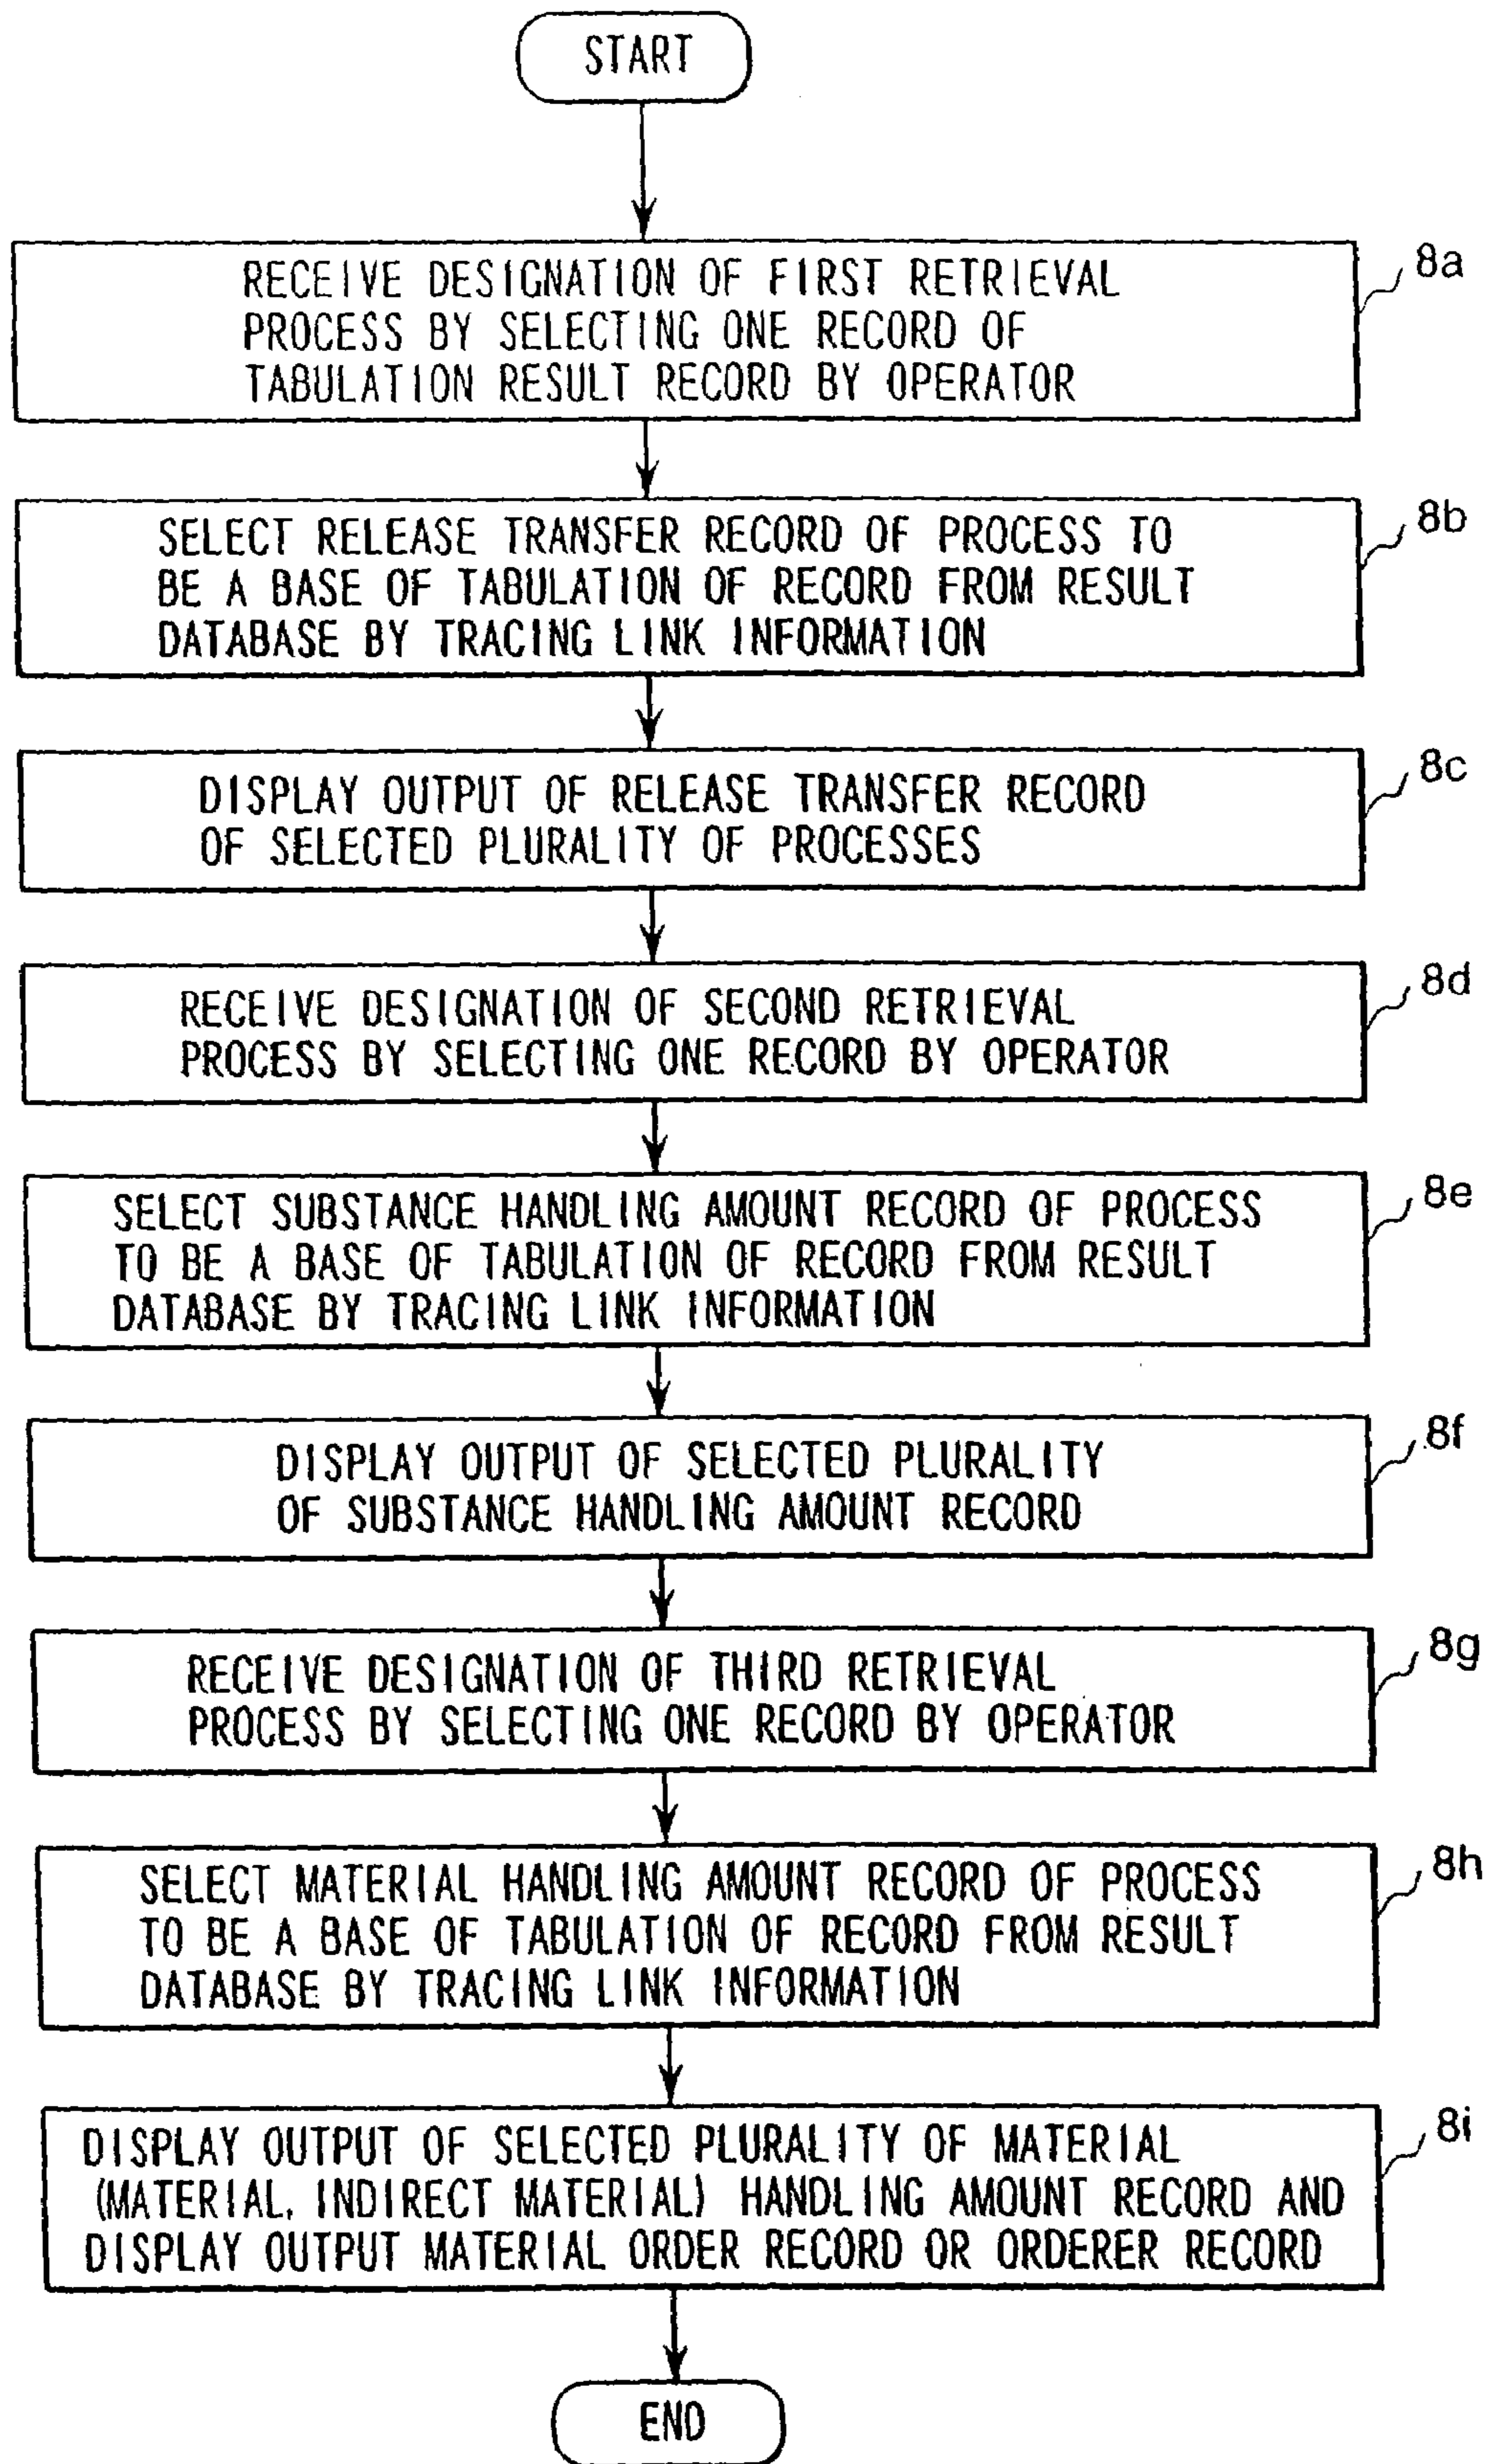 START
RECEIVE DESIGNATION OF FIRST RETRIEVAL
PROCESS BY SELECTING ONE RECORD OF
TABULATION RESULT RECORD BY OPERATOR
8a
SELECT RELEASE TRANSFER RECORD OF PROCESS TO
BE A BASE OF TABULATION OF RECORD FROM RESULT
DATABASE BY TRACING LINK INFORMATION
8b
DISPLAY OUTPUT OF RELEASE TRANSFER RECORD
OF SELECTED PLURALITY OF PROCESSES
8c
RECEIVE DESIGNATION OF SECOND RETRIEVAL
PROCESS BY SELECTING ONE RECORD BY OPERATOR
8d
SELECT SUBSTANCE HANDLING AMOUNT RECORD OF PROCESS
TO BE A BASE OF TABULATION OF RECORD FROM RESULT
DATABASE BY TRACING LINK INFORMATION
8e
DISPLAY OUTPUT OF SELECTED PLURALITY
OF SUBSTANCE HANDLING AMOUNT RECORD
8f
RECEIVE DESIGNATION OF THIRD RETRIEVAL
PROCESS BY SELECTING ONE RECORD BY OPERATOR
8g
SELECT MATERIAL HANDLING AMOUNT RECORD OF PROCESS
TO BE A BASE OF TABULATION OF RECORD FROM RESULT
DATABASE BY TRACING LINK INFORMATION
8h
DISPLAY OUTPUT OF SELECTED PLURALITY OF MATERIAL
(MATERIAL, INDIRECT MATERIAL) HANDLING AMOUNT RECORD AND
DISPLAY OUTPUT MATERIAL ORDER RECORD OR ORDERER RECORD
8i
END